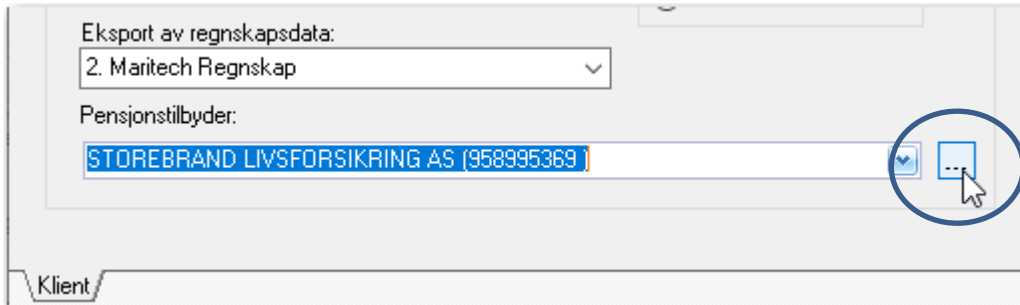 Eksport av regnskapsdata:
2. Maritech Regnskap
Pensjonstilbyder:
STOREBRAND LIVSFORSIKRING AS (958995369 )
...
Klient